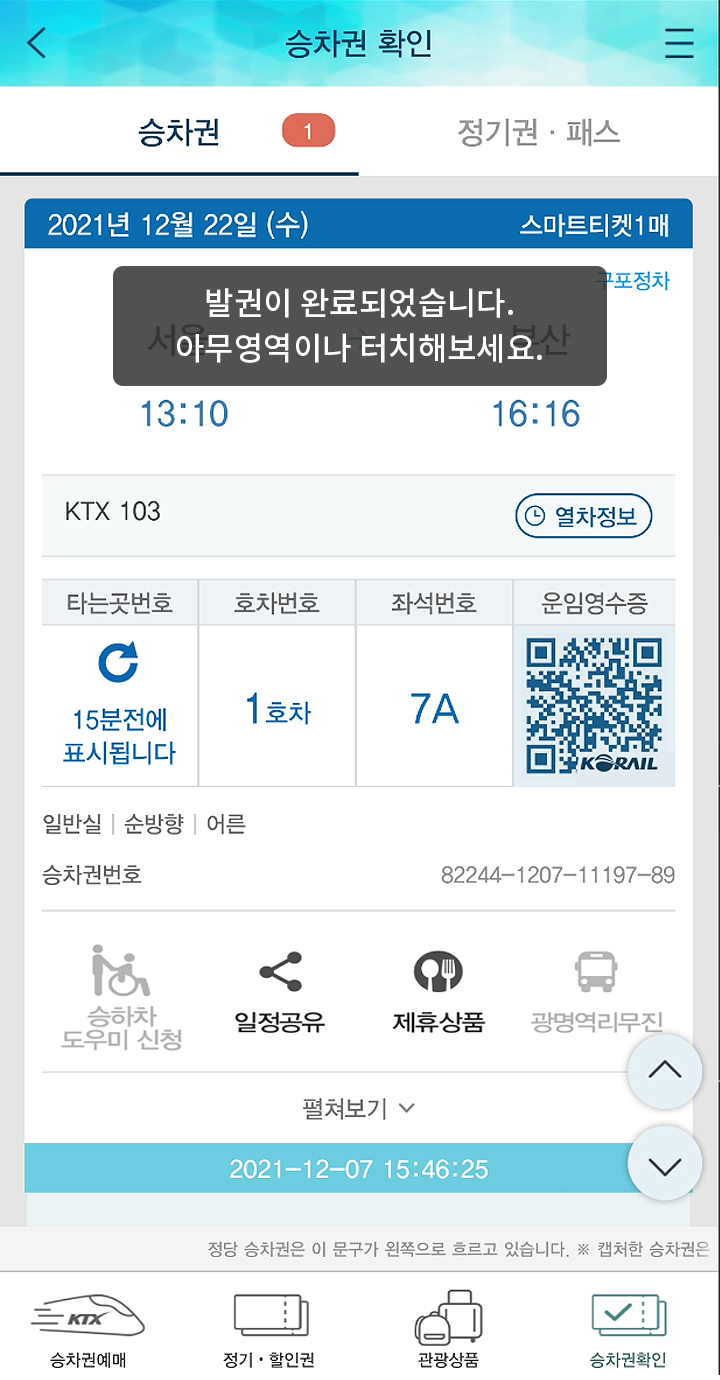 승차권 확인
승차권 1 정기권 · 패스
2021년 12월 22일 (수) 스마트티켓1매
구포정차
발권이 완료되었습니다.
아무영역이나 터치해보세요.
서울 → 부산
13:10 16:16
KTX 103 열차정보
타는곳번호 호차번호 좌석번호 운임영수증
15분전에
표시됩니다
1호차 7A
KORAIL
일반실 | 순방향 | 어른
승차권번호 82244-1207-11197-89
승하차
도우미 신청
일정공유 제휴상품 광명역리무진
펼쳐보기
2021-12-07 15:46:25
정당 승차권은 이 문구가 왼쪽으로 흐르고 있습니다. ※ 캡처한 승차권은
KTX
승차권예매 정기·할인권 관광상품 승차권확인